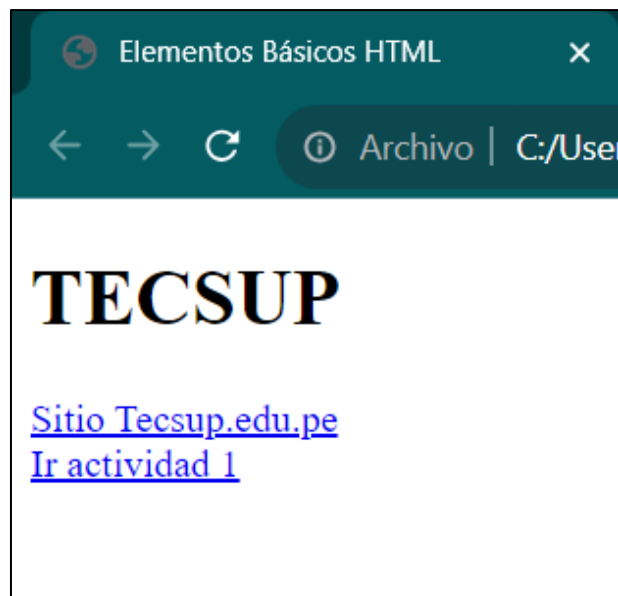 Elementos Básicos HTML
Archivo | C:/User
TECSUP
Sitio Tecsup.edu.pe
Ir actividad 1